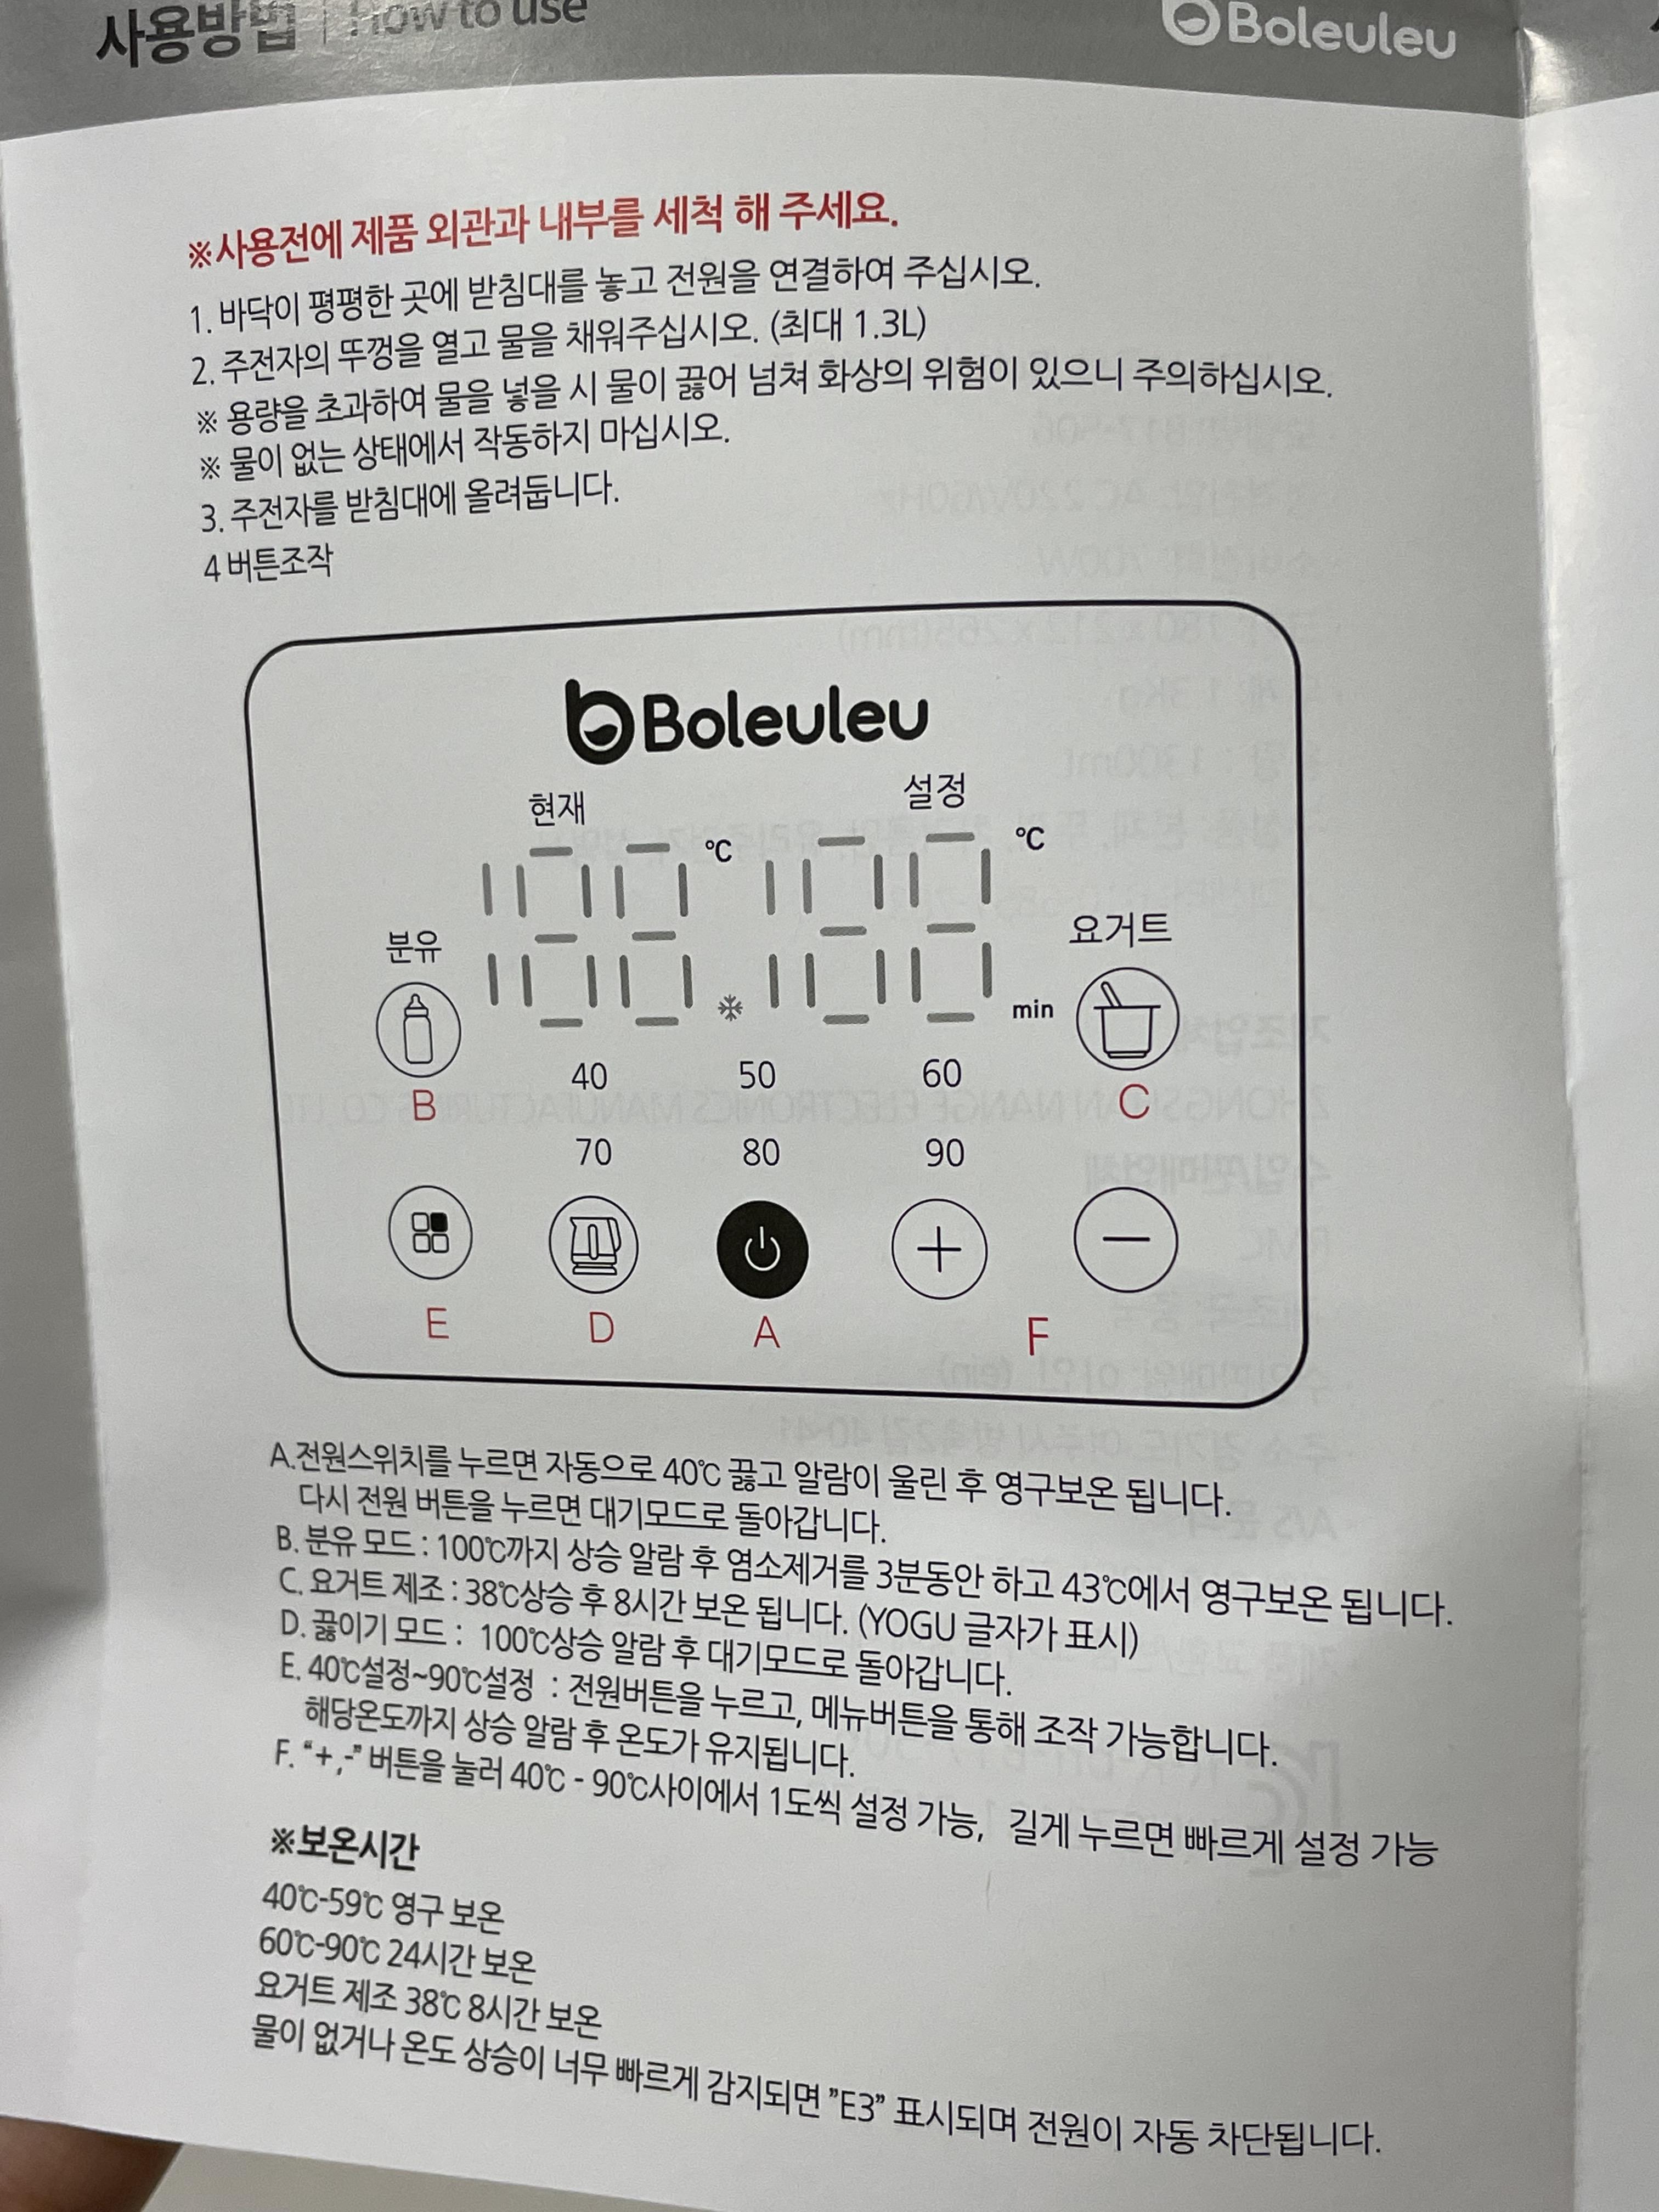 사용방법 | How to use
Boleuleu
※사용전에 제품 외관과 내부를 세척 해 주세요.
1. 바닥이 평평한 곳에 받침대를 놓고 전원을 연결하여 주십시오.
2. 주전자의 뚜껑을 열고 물을 채워주십시오. (최대 1.3L)
※ 용량을 초과하여 물을 넣을 시 물이 끓어 넘쳐 화상의 위험이 있으니 주의하십시오.
※ 물이 없는 상태에서 작동하지 마십시오.
3. 주전자를 받침대에 올려둡니다.
4 버튼조작
Boleuleu
현재 설정
188 ℃ 188 ℃
분유 요거트
min
40 50 60
B C
70 80 90
E D A F
A.전원스위치를 누르면 자동으로 40℃ 끓고 알람이 울린 후 영구보온 됩니다.
다시 전원 버튼을 누르면 대기모드로 돌아갑니다.
B. 분유 모드 : 100℃까지 상승 알람 후 염소제거를 3분동안 하고 43℃에서 영구보온 됩니다.
C. 요거트 제조 : 38℃상승 후 8시간 보온 됩니다. (YOGU 글자가 표시)
D. 끓이기 모드 : 100℃상승 알람 후 대기모드로 돌아갑니다.
E. 40℃설정~90℃설정 : 전원버튼을 누르고, 메뉴버튼을 통해 조작 가능합니다.
해당온도까지 상승 알람 후 온도가 유지됩니다.
F. “+,-” 버튼을 눌러 40℃ - 90℃사이에서 1도씩 설정 가능, 길게 누르면 빠르게 설정 가능
※보온시간
40℃-59℃ 영구 보온
60℃-90℃ 24시간 보온
요거트 제조 38℃ 8시간 보온
물이 없거나 온도 상승이 너무 빠르게 감지되면 ”E3” 표시되며 전원이 자동 차단됩니다.